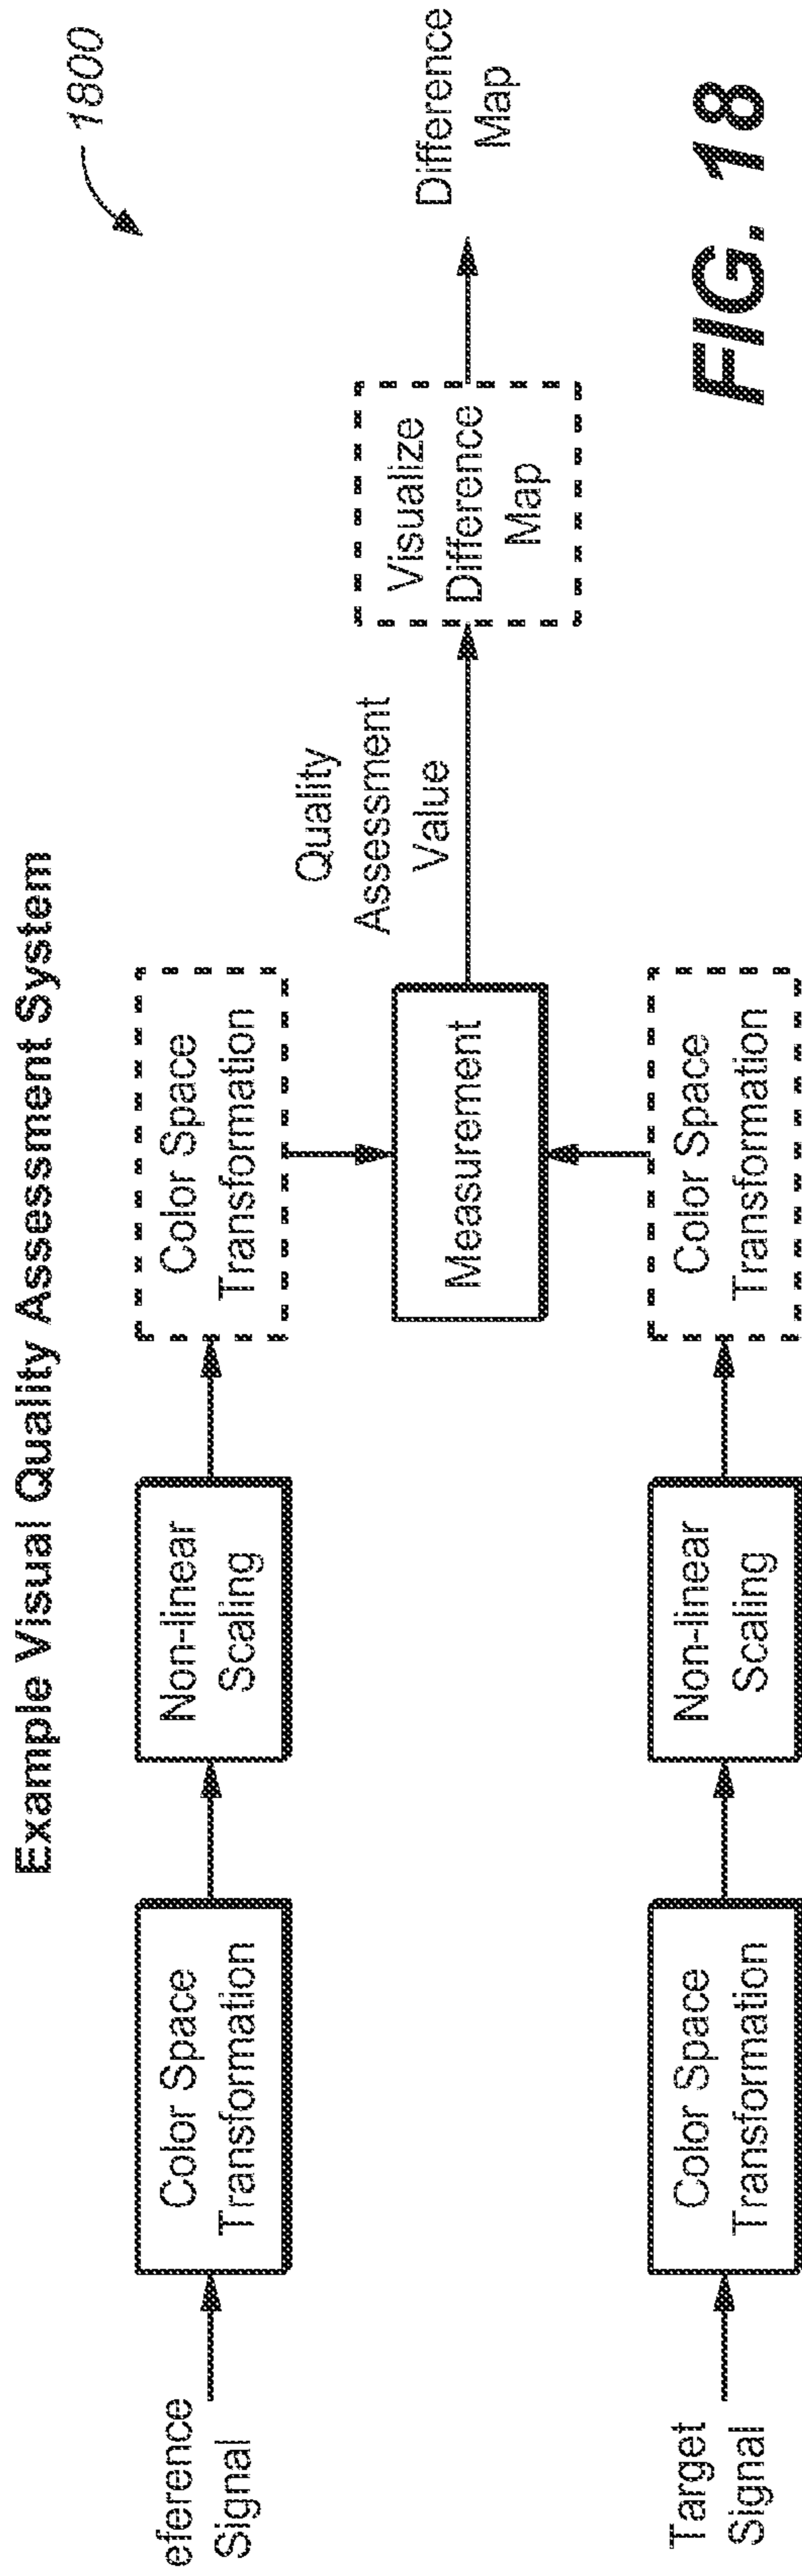 Example Visual Quality Assessment System
1800
eference
Signal
Color Space
Transformation
Non-linear
Scaling
Color Space
Transformation
Measurement
Quality
Assessment
Value
Visualize
Difference
Map
Difference
Map
Target
Signal
Color Space
Transformation
Non-linear
Scaling
Color Space
Transformation
FIG. 18